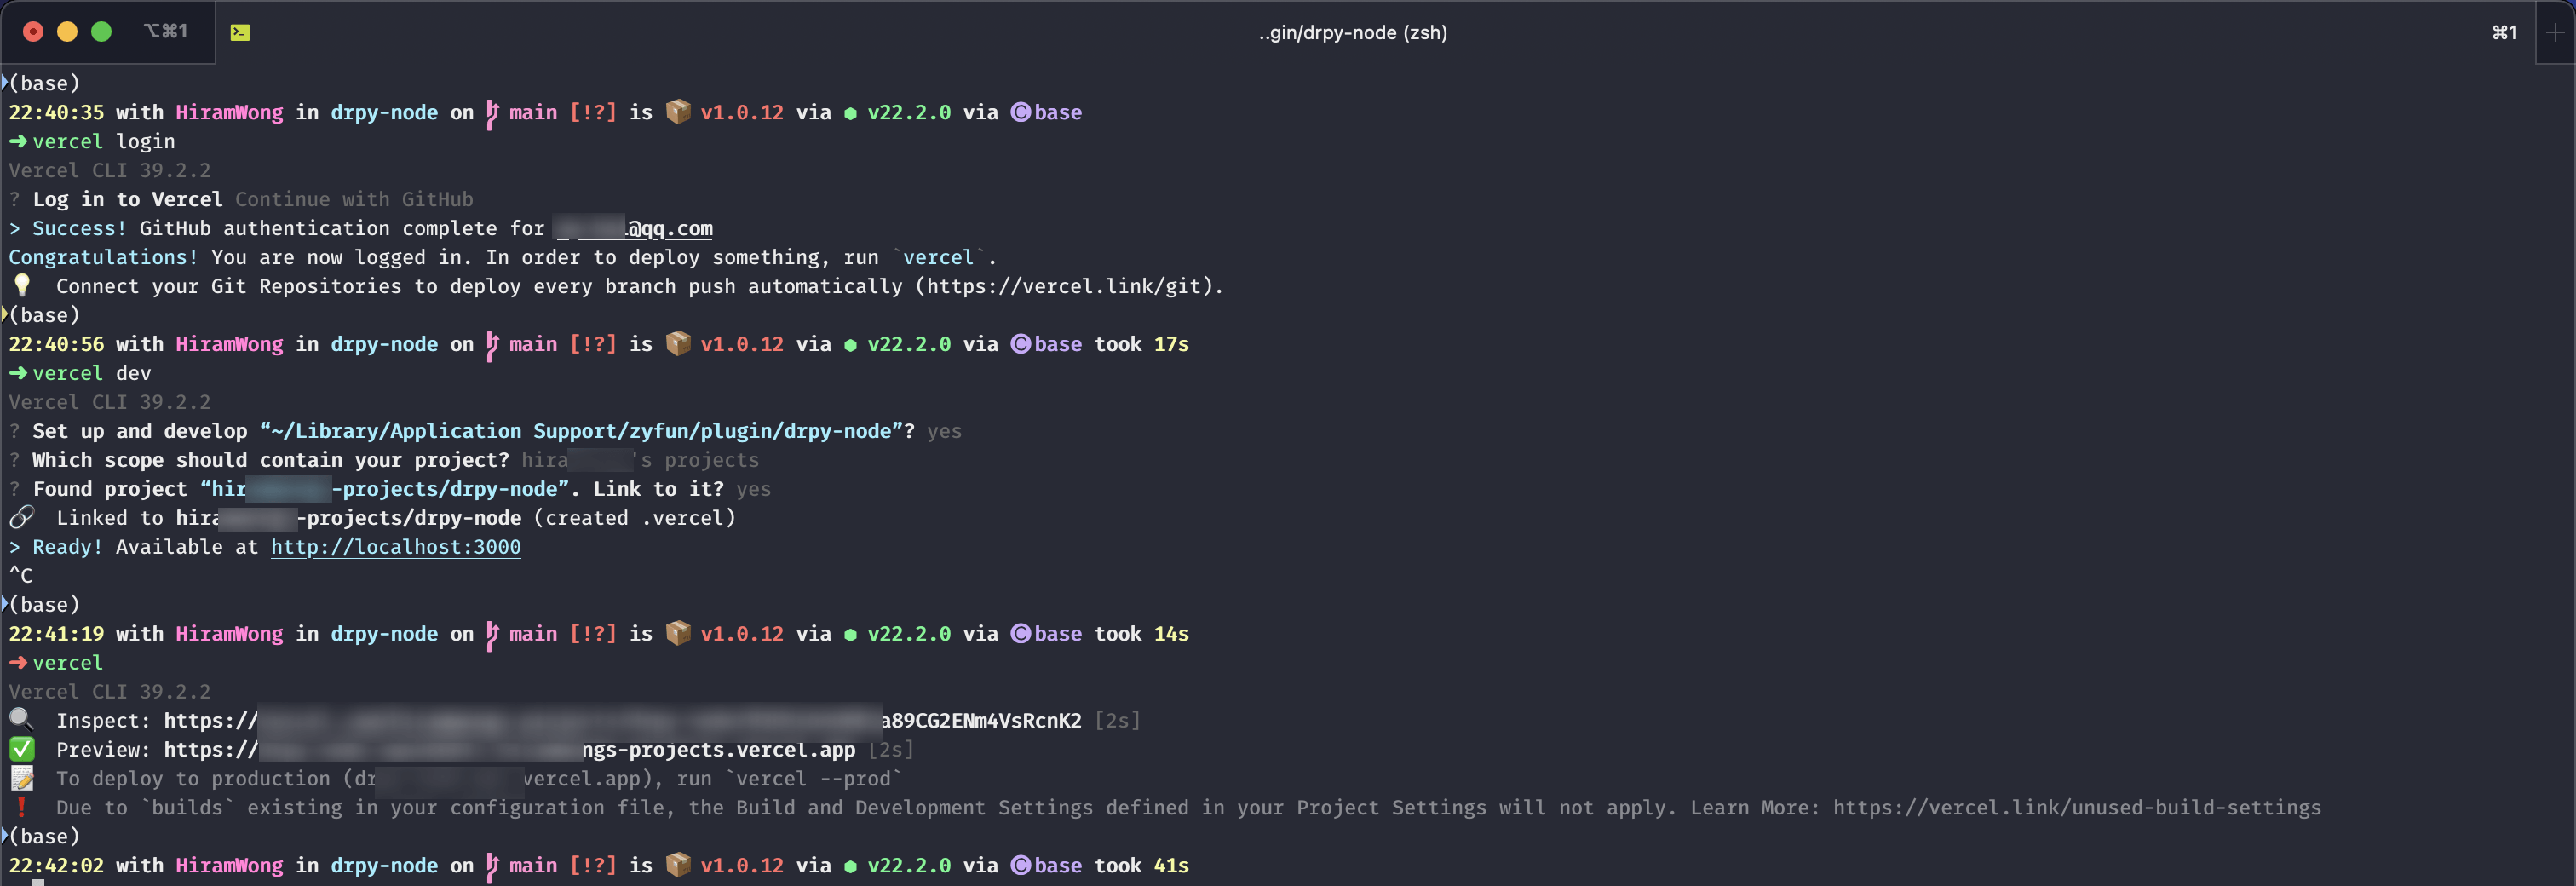 ⌥⌘1 ..gin/drpy-node (zsh) ⌘1
(base)
22:40:35 with HiramWong in drpy-node on main [!?] is 📦 v1.0.12 via ⬢ v22.2.0 via Ⓒ base
➜ vercel login
Vercel CLI 39.2.2
? Log in to Vercel Continue with GitHub
> Success! GitHub authentication complete for @qq.com
Congratulations! You are now logged in. In order to deploy something, run `vercel`.
💡 Connect your Git Repositories to deploy every branch push automatically (https://vercel.link/git).
(base)
22:40:56 with HiramWong in drpy-node on main [!?] is 📦 v1.0.12 via ⬢ v22.2.0 via Ⓒ base took 17s
➜ vercel dev
Vercel CLI 39.2.2
? Set up and develop “~/Library/Application Support/zyfun/plugin/drpy-node”? yes
? Which scope should contain your project? hira 's projects
? Found project “hir -projects/drpy-node”. Link to it? yes
🔗 Linked to hira -projects/drpy-node (created .vercel)
> Ready! Available at http://localhost:3000
^C
(base)
22:41:19 with HiramWong in drpy-node on main [!?] is 📦 v1.0.12 via ⬢ v22.2.0 via Ⓒ base took 14s
➜ vercel
Vercel CLI 39.2.2
🔍 Inspect: https:// a89CG2ENm4VsRcnK2 [2s]
✅ Preview: https:// ngs-projects.vercel.app [2s]
📝 To deploy to production (dr vercel.app), run `vercel --prod`
❗ Due to `builds` existing in your configuration file, the Build and Development Settings defined in your Project Settings will not apply. Learn More: https://vercel.link/unused-build-settings
(base)
22:42:02 with HiramWong in drpy-node on main [!?] is 📦 v1.0.12 via ⬢ v22.2.0 via Ⓒ base took 41s